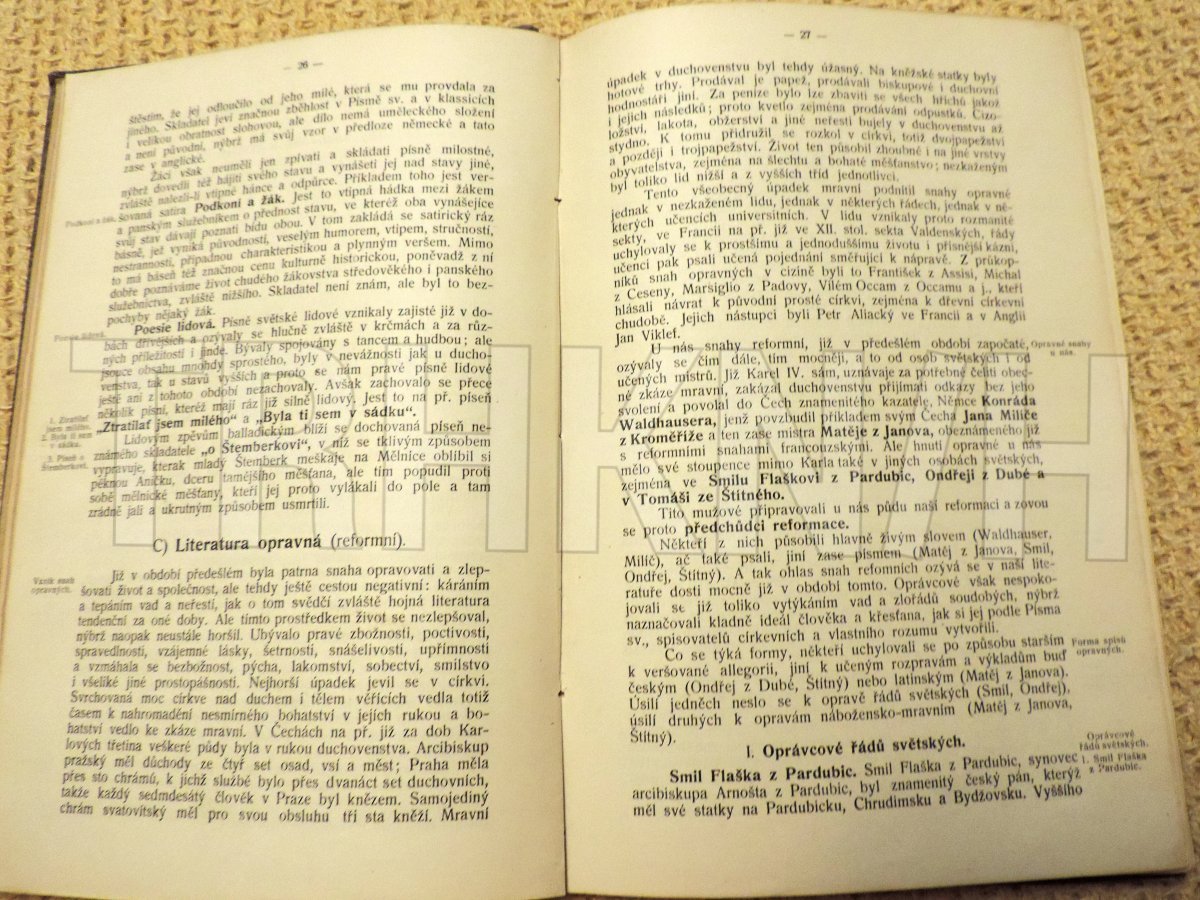 — 26 —
štěstím, že jej odloučilo od jeho milé, která se mu provdala za
jiného. Skladatel jeví značnou zběhlost v Písmě sv. a v klassicích
i velikou obratnost slohovou, ale dílo nemá uměleckého složení
a není původní, nýbrž má svůj vzor v předloze německé a tato
zase v anglické.
Žáci však neuměli jen zpívati a skládati písně milostné,
nýbrž dovedli též hájiti svého stavu a vynášeti jej nad stavy jiné,
zvláště nalezli-li vtipné hánce a odpůrce. Příkladem toho jest ver-
Podkoní a žák.
šovaná satira Podkoní a žák. Jest to vtipná hádka mezi žákem
a panským služebníkem o přednost stavu, ve kteréž oba vynášejíce
svůj stav dávají poznati bídu obou. V tom zakládá se satirický ráz
básně, jež vyniká původností, veselým humorem, vtipem, stručností,
nestranností, případnou charakteristikou a plynným veršem. Mimo
to má báseň též značnou cenu kulturně historickou, poněvadž z ní
dobře poznáváme život chudého žákovstva středověkého i panského
služebnictva, zvláště nižšího. Skladatel není znám, ale byl to bez-
pochyby nějaký žák.
Poesie lidová.
Poesie lidová. Písně světské lidové vznikaly zajisté již v do-
bách dřívějších a ozývaly se hlučně zvláště v krčmách a za růz-
ných příležitostí i jinde. Bývaly spojovány s tancem a hudbou; ale
jsouce obsahu mnohdy sprostého, byly v nevážnosti jak u ducho-
venstva, tak u stavů vyšších a proto se nám právě písně lidové
ještě ani z tohoto období nezachovaly. Avšak zachovalo se přece
několik písní, kteréž mají ráz již silně lidový. Jest to na př. píseň
1. Ztratilať
jsem milého.
2. Byla ti sem
v sádku.
„Ztratilať jsem milého“ a „Byla ti sem v sádku“.
3. Píseň o
Štemberkovi.
Lidovým zpěvům balladickým blíží se dochovaná píseň ne-
známého skladatele „o Štemberkovi“, v níž se tklivým způsobem
vypravuje, kterak mladý Štemberk meškaje na Mělnice oblíbil si
pěknou Aničku, dceru tamějšího měšťana, ale tím popudil proti
sobě mělnické měšťany, kteří jej proto vylákali do pole a tam
zrádně jali a ukrutným způsobem usmrtili.
C) Literatura opravná (reformní).
Vznik snah
opravných.
Již v období předešlém byla patrna snaha opravovati a zlep-
šovati život a společnost, ale tehdy ještě cestou negativní: káráním
a tepáním vad a neřestí, jak o tom svědčí zvláště hojná literatura
tendenční za oné doby. Ale tímto prostředkem život se nezlepšoval,
nýbrž naopak neustále horšil. Ubývalo pravé zbožnosti, poctivosti,
spravedlnosti, vzájemné lásky, šetrnosti, snášelivosti, upřímnosti
a vzmáhala se bezbožnost, pýcha, lakomství, sobectví, smilstvo
i všeliké jiné prostopášnosti. Nejhorší úpadek jevil se v církvi.
Svrchovaná moc církve nad duchem i tělem věřících vedla totiž
časem k nahromadění nesmírného bohatství v jejích rukou a bo-
hatství vedlo ke zkáze mravní. V Čechách na př. již za dob Kar-
lových třetina veškeré půdy byla v rukou duchovenstva. Arcibiskup
pražský měl důchody ze čtyř set osad, vsí a měst; Praha měla
přes sto chrámů, k jichž službě bylo přes dvanáct set duchovních,
takže každý sedmdesátý člověk v Praze byl knězem. Samojediný
chrám svatovítský měl pro svou obsluhu tři sta kněží. Mravní
— 27 —
úpadek v duchovenstvu byl tehdy úžasný. Na kněžské statky byly
hotové trhy. Prodával je papež, prodávali biskupové i duchovní
hodnostáři jiní. Za peníze bylo lze zbaviti se všech hříchů jakož
i jejich následků; proto kvetlo zejména prodávání odpustků. Cizo-
ložství, lakota, obžerství a jiné neřesti bujely v duchovenstvu až
stydno. K tomu přidružil se rozkol v církvi, totiž dvojpapežství
a později i trojpapežství. Život ten působil zhoubně i na jiné vrstvy
obyvatelstva, zejména na šlechtu a bohaté měšťanstvo; nezkaženým
byl toliko lid nižší a z vyšších tříd jednotlivci.
Tento všeobecný úpadek mravní podnítil snahy opravné
jednak v nezkaženém lidu, jednak v některých řádech, jednak v ně-
kterých učencích universitních. V lidu vznikaly proto rozmanité
sekty, ve Francii na př. již ve XII. stol. sekta Valdenských, řády
uchylovaly se k prostšímu a jednoduššímu životu i přísnější kázni,
učenci pak psali učená pojednání směřující k nápravě. Z průkop-
níků snah opravných v cizině byli to František z Assisi, Michal
z Ceseny, Marsiglio z Padovy, Vilém Occam z Occamu a j., kteří
hlásali návrat k původní prosté církvi, zejména k dřevní církevní
chudobě. Jejich nástupci byli Petr Aliacký ve Francii a v Anglii
Jan Viklef.
Opravné snahy
u nás.
U nás snahy reformní, již v předešlém období započaté,
ozývaly se čím dále, tím mocněji, a to od osob světských i od
učených mistrů. Již Karel IV. sám, uznávaje za potřebné čeliti obec-
né zkáze mravní, zakázal duchovenstvu přijímati odkazy bez jeho
svolení a povolal do Čech znamenitého kazatele, Němce Konráda
Waldhausera, jenž povzbudil příkladem svým Čecha Jana Miliče
z Kroměříže a ten zase mistra Matěje z Janova, obeznámeného již
s reformními snahami francouzskými. Ale hnutí opravné u nás
mělo své stoupence mimo Karla také v jiných osobách světských,
zejména ve Smilu Flaškovi z Pardubic, Ondřeji z Dubé a
v Tomáši ze Štítného.
Tito mužové připravovali u nás půdu naší reformaci a zovou
se proto předchůdci reformace.
Někteří z nich působili hlavně živým slovem (Waldhauser,
Milič), ač také psali, jiní zase písmem (Matěj z Janova, Smil,
Ondřej, Štítný). A tak ohlas snah reformních ozývá se v naší lite-
ratuře dosti mocně již v období tomto. Oprávcové však nespoko-
jovali se již toliko vytýkáním vad a zlořádů soudobých, nýbrž
naznačovali kladně ideál člověka a křesťana, jak si jej podle Písma
sv., spisovatelů církevních a vlastního rozumu vytvořili.
Forma spisů
opravných.
Co se týká formy, někteří uchylovali se po způsobu starším
k veršované allegorii, jiní k učeným rozpravám a výkladům buď
českým (Ondřej z Dubé, Štítný) nebo latinským (Matěj z Janova).
Úsilí jedněch neslo se k opravě řádů světských (Smil, Ondřej),
úsilí druhých k opravám nábožensko-mravním (Matěj z Janova,
Štítný).
I. Oprávcové řádů světských.
Oprávcové
řádů světských.
1. Smil Flaška
z Pardubic.
Smil Flaška z Pardubic. Smil Flaška z Pardubic, synovec
arcibiskupa Arnošta z Pardubic, byl znamenitý český pán, kterýž
měl své statky na Pardubicku, Chrudimsku a Bydžovsku. Vyššího